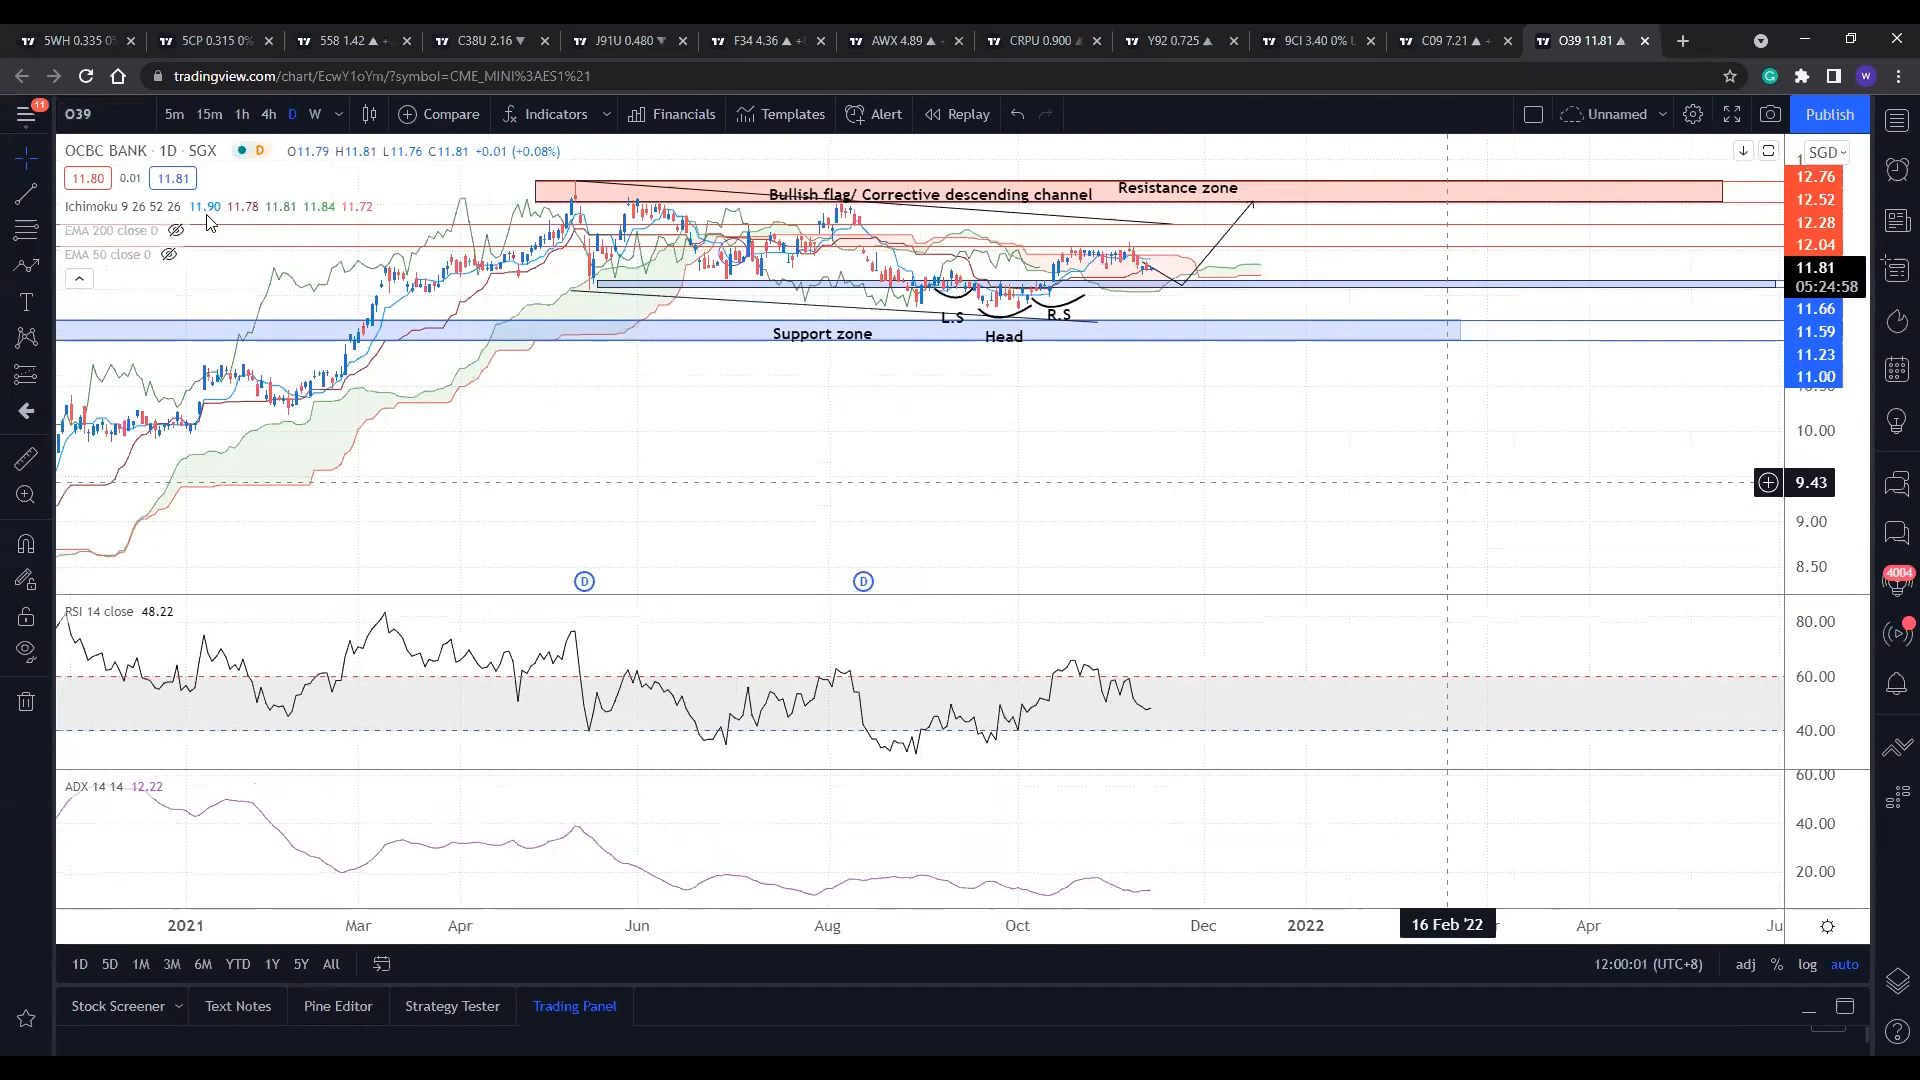 5WH 0.335 0%
5CP 0.315 0%
558 1.42 ▲ +
C38U 2.16 ▼
J91U 0.480 ▼
F34 4.36 ▲ +
AWX 4.89 ▲
CRPU 0.900
Y92 0.725 ▲
9CI 3.40 0%
C09 7.21 ▲ +
O39 11.81 ▲
tradingview.com/chart/EcwY1oYm/?symbol=CME_MINI%3AES1%21
W
11
O39 5m 15m 1h 4h D W Compare Indicators Financials Templates Alert Replay Unnamed Publish
OCBC BANK · 1D · SGX D O11.79 H11.81 L11.76 C11.81 +0.01 (+0.08%)
SGD
11.80 0.01 11.81
Ichimoku 9 26 52 26 11.90 11.78 11.81 11.84 11.72
EMA 200 close 0
EMA 50 close 0
Bullish flag/ Corrective descending channel
Resistance zone
L.S
R.S
Head
Support zone
12.76
12.52
12.28
12.04
11.81
05:24:58
11.66
11.59
11.23
11.00
10.00
9.43
9.00
8.50
D D
RSI 14 close 48.22
80.00
60.00
40.00
ADX 14 14 12.22
60.00
40.00
20.00
4004
2021 Mar Apr Jun Aug Oct Dec 2022 16 Feb '22 Apr Ju
1D 5D 1M 3M 6M YTD 1Y 5Y All 12:00:01 (UTC+8) adj % log auto
Stock Screener Text Notes Pine Editor Strategy Tester Trading Panel